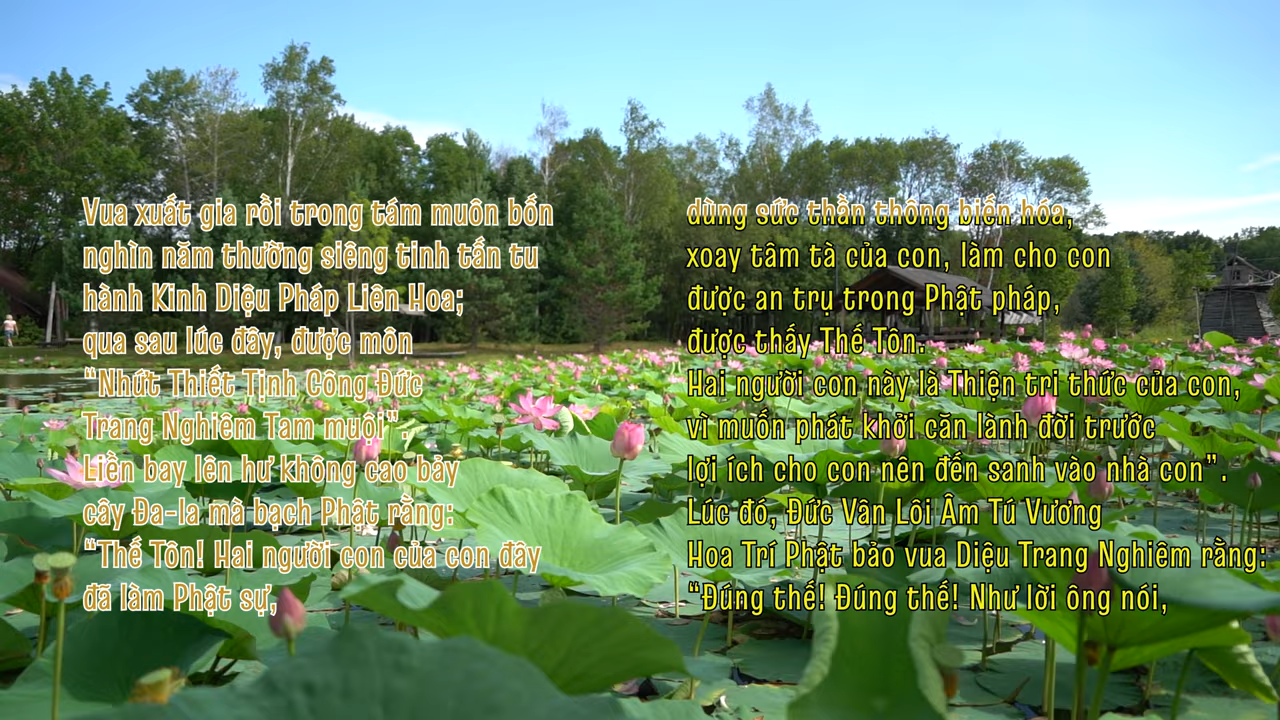 Vua xuất gia rồi trong tám muôn bốn
nghìn năm thường siêng tinh tấn tu
hành Kinh Diệu Pháp Liên Hoa;
qua sau lúc đây, được môn
“Nhứt Thiết Tịnh Công Đức
Trang Nghiêm Tam muội”.
Liền bay lên hư không cao bảy
cây Đa-la mà bạch Phật rằng:
“Thế Tôn! Hai người con của con đây
đã làm Phật sự,
dùng sức thần thông biến hóa,
xoay tâm tà của con, làm cho con
được an trụ trong Phật pháp,
được thấy Thế Tôn.
Hai người con này là Thiện tri thức của con,
vì muốn phát khởi căn lành đời trước
lợi ích cho con nên đến sanh vào nhà con”.
Lúc đó, Đức Vân Lôi Âm Tú Vương
Hoa Trí Phật bảo vua Diệu Trang Nghiêm rằng:
“Đúng thế! Đúng thế! Như lời ông nói,